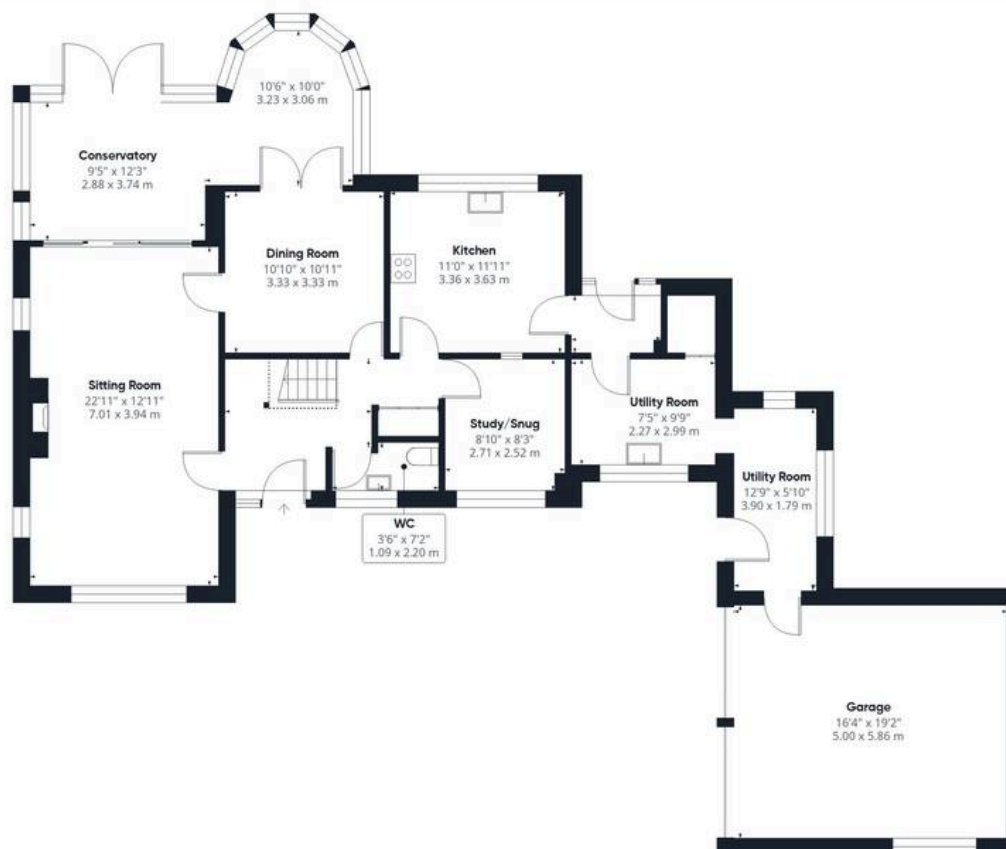 10'6" x 10'0"
3.23 x 3.06 m
Conservatory
9'5" x 12'3"
2.88 x 3.74 m
Dining Room
10'10" x 10'11"
3.33 x 3.33 m
Kitchen
11'0" x 11'11"
3.36 x 3.63 m
Sitting Room
22'11" x 12'11"
7.01 x 3.94 m
Study/Snug
8'10" x 8'3"
2.71 x 2.52 m
Utility Room
7'5" x 9'9"
2.27 x 2.99 m
Utility Room
12'9" x 5'10"
3.90 x 1.79 m
WC
3'6" x 7'2"
1.09 x 2.20 m
Garage
16'4" x 19'2"
5.00 x 5.86 m